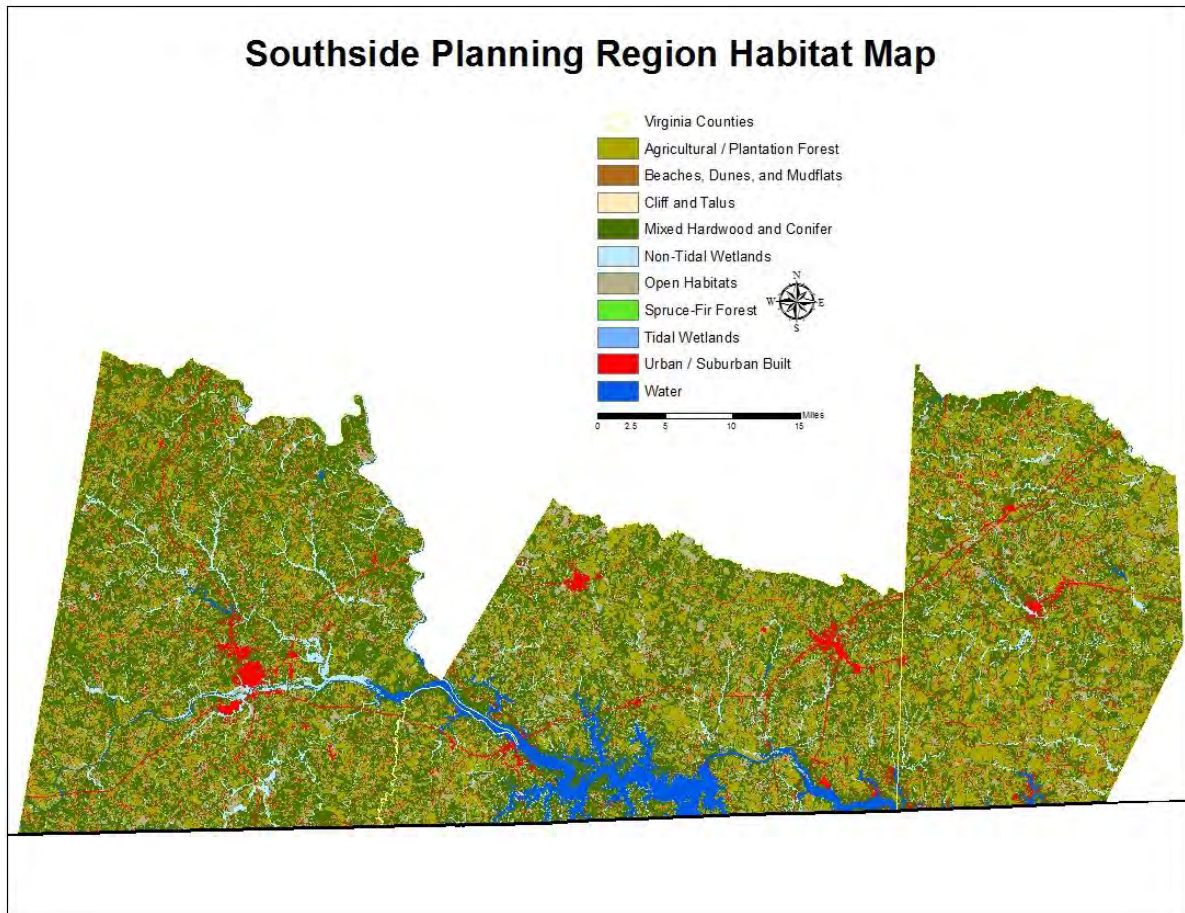 Southside Planning Region Habitat Map
Virginia Counties
Agricultural / Plantation Forest
Beaches, Dunes, and Mudflats
Cliff and Talus
Mixed Hardwood and Conifer
Non-Tidal Wetlands
Open Habitats
Spruce-Fir Forest
Tidal Wetlands
Urban / Suburban Built
Water
N
W E
S
Miles
0 2.5 5 10 15